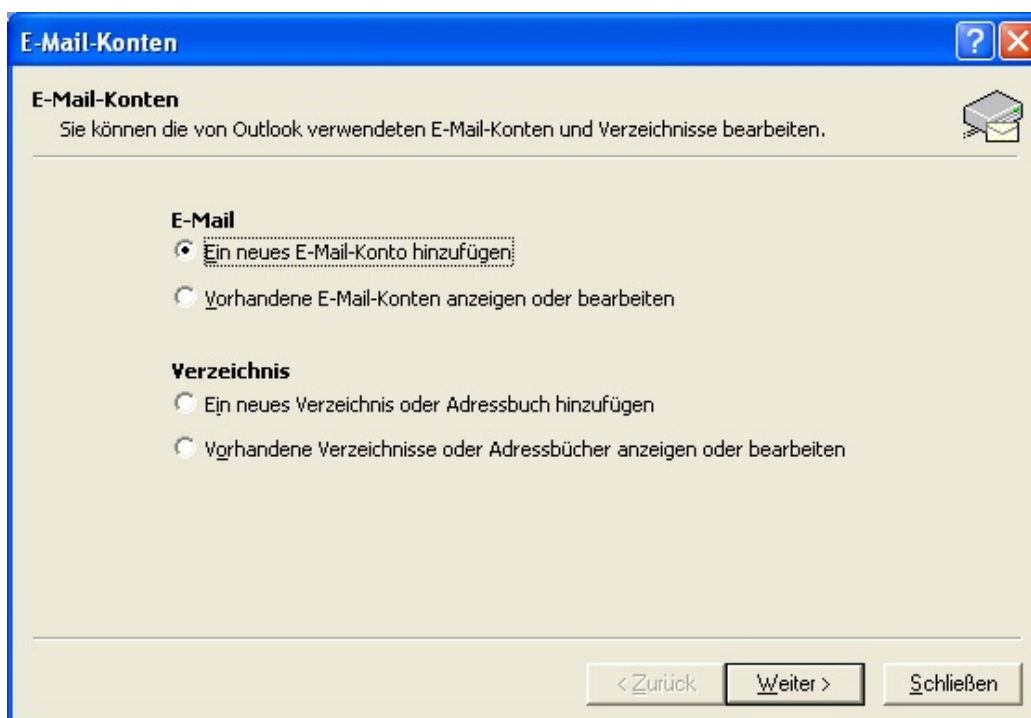 E-Mail-Konten
E-Mail-Konten
Sie können die von Outlook verwendeten E-Mail-Konten und Verzeichnisse bearbeiten.
E-Mail
Ein neues E-Mail-Konto hinzufügen
Vorhandene E-Mail-Konten anzeigen oder bearbeiten
Verzeichnis
Ein neues Verzeichnis oder Adressbuch hinzufügen
Vorhandene Verzeichnisse oder Adressbücher anzeigen oder bearbeiten
< Zurück Weiter > Schließen